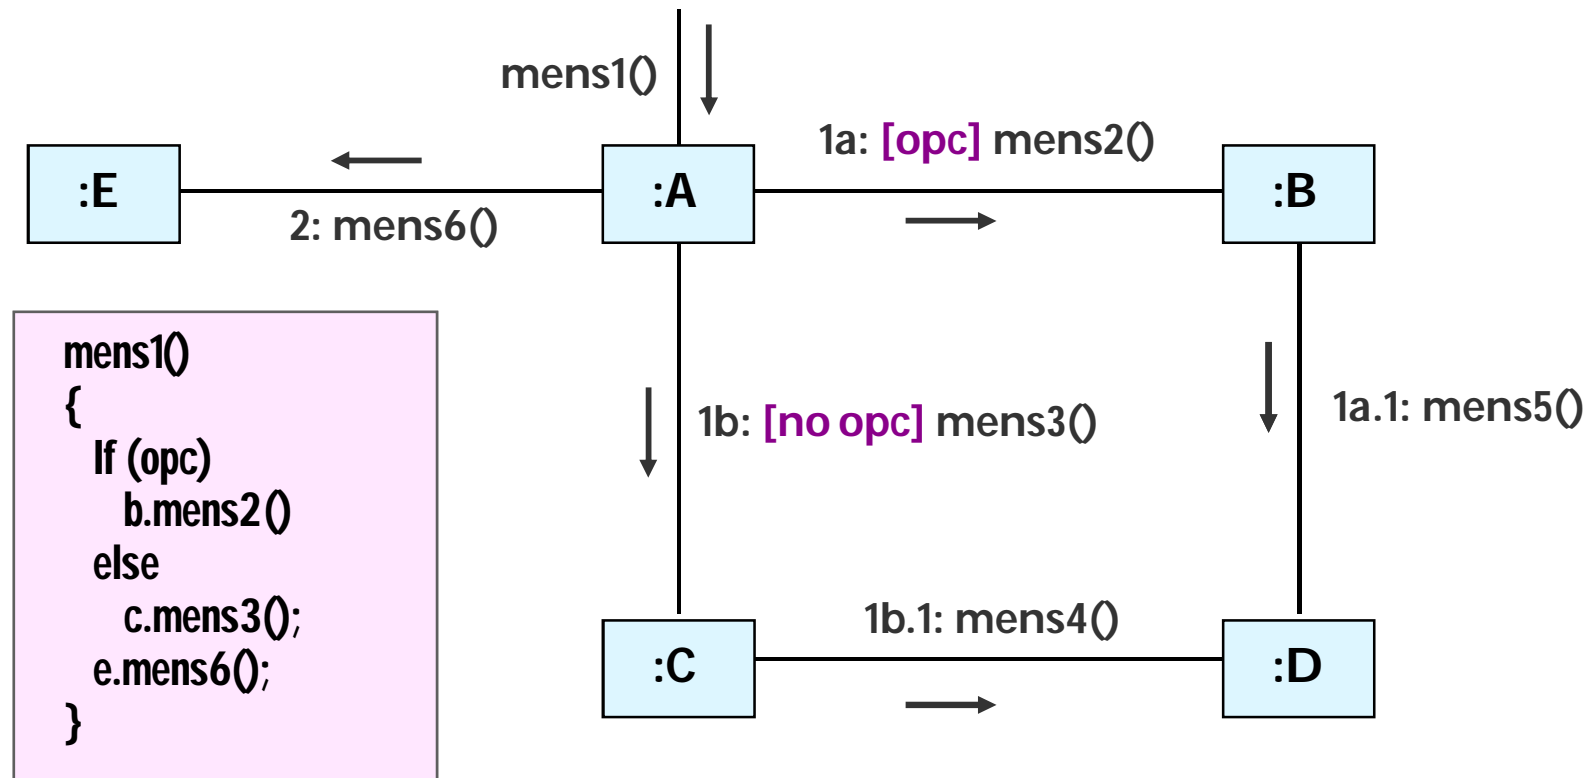 mens1()
1a: [opc] mens2()
:E
:A
:B
2: mens6()
mens1()
{
If (opc)
b.mens2()
else
c.mens3();
e.mens6();
}
1b: [no opc] mens3()
1a.1: mens5()
1b.1: mens4()
:C
:D